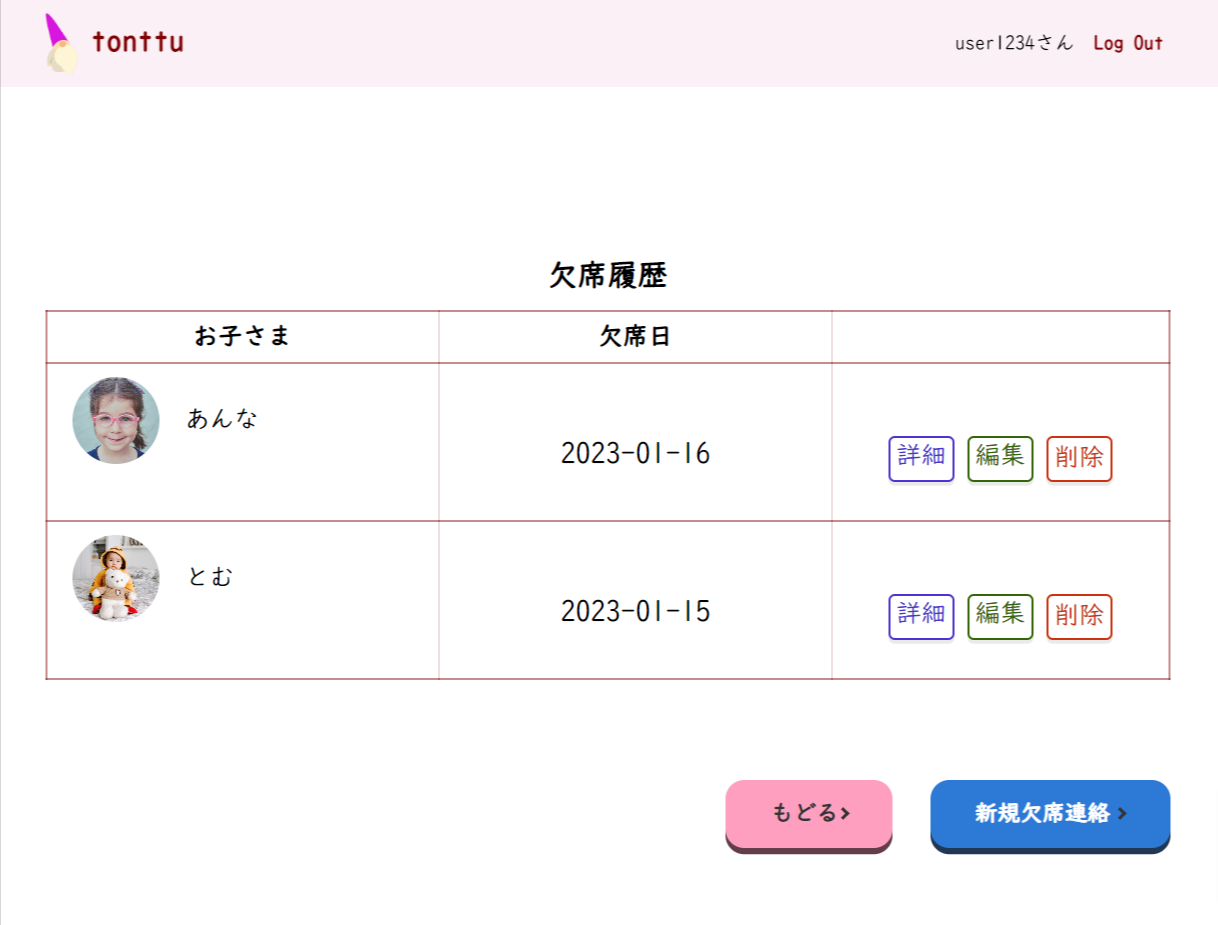 tonttu
user1234さん Log Out
欠席履歴
お子さま 欠席日
あんな 2023-01-16 詳細 編集 削除
とむ 2023-01-15 詳細 編集 削除
もどる> 新規欠席連絡 >